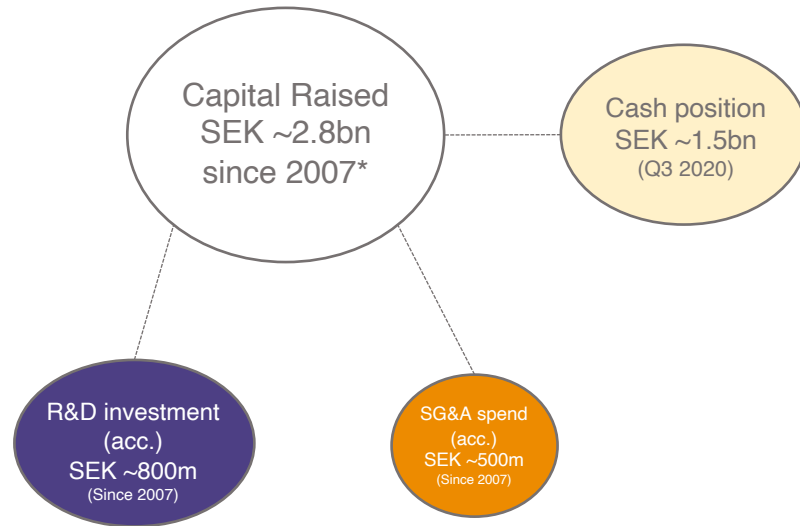 Capital Raised
SEK ~2.8bn
since 2007*
Cash position
SEK ~1.5bn
(Q3 2020)
R&D investment
(acc.)
SEK ~800m
(Since 2007)
SG&A spend
(acc.)
SEK ~500m
(Since 2007)